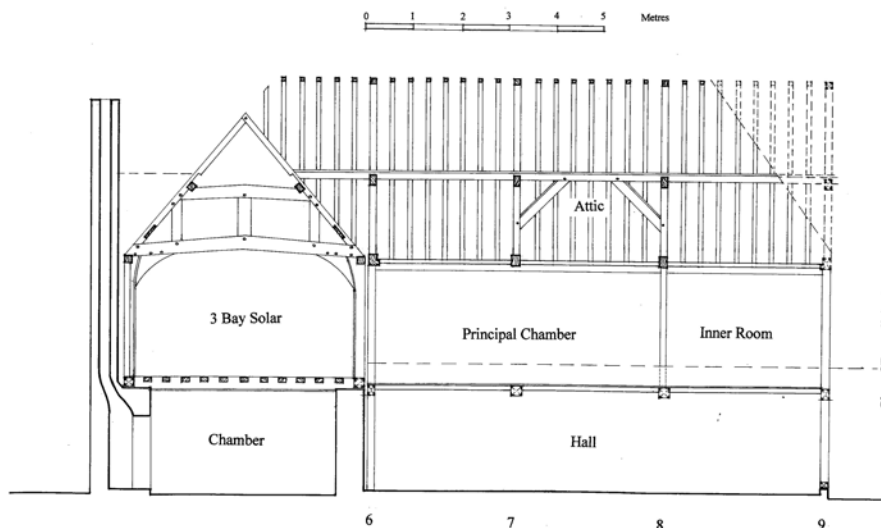 0 1 2 3 4 5 Metres
Attic
3 Bay Solar
Principal Chamber
Inner Room
Chamber
Hall
6 7 8 9